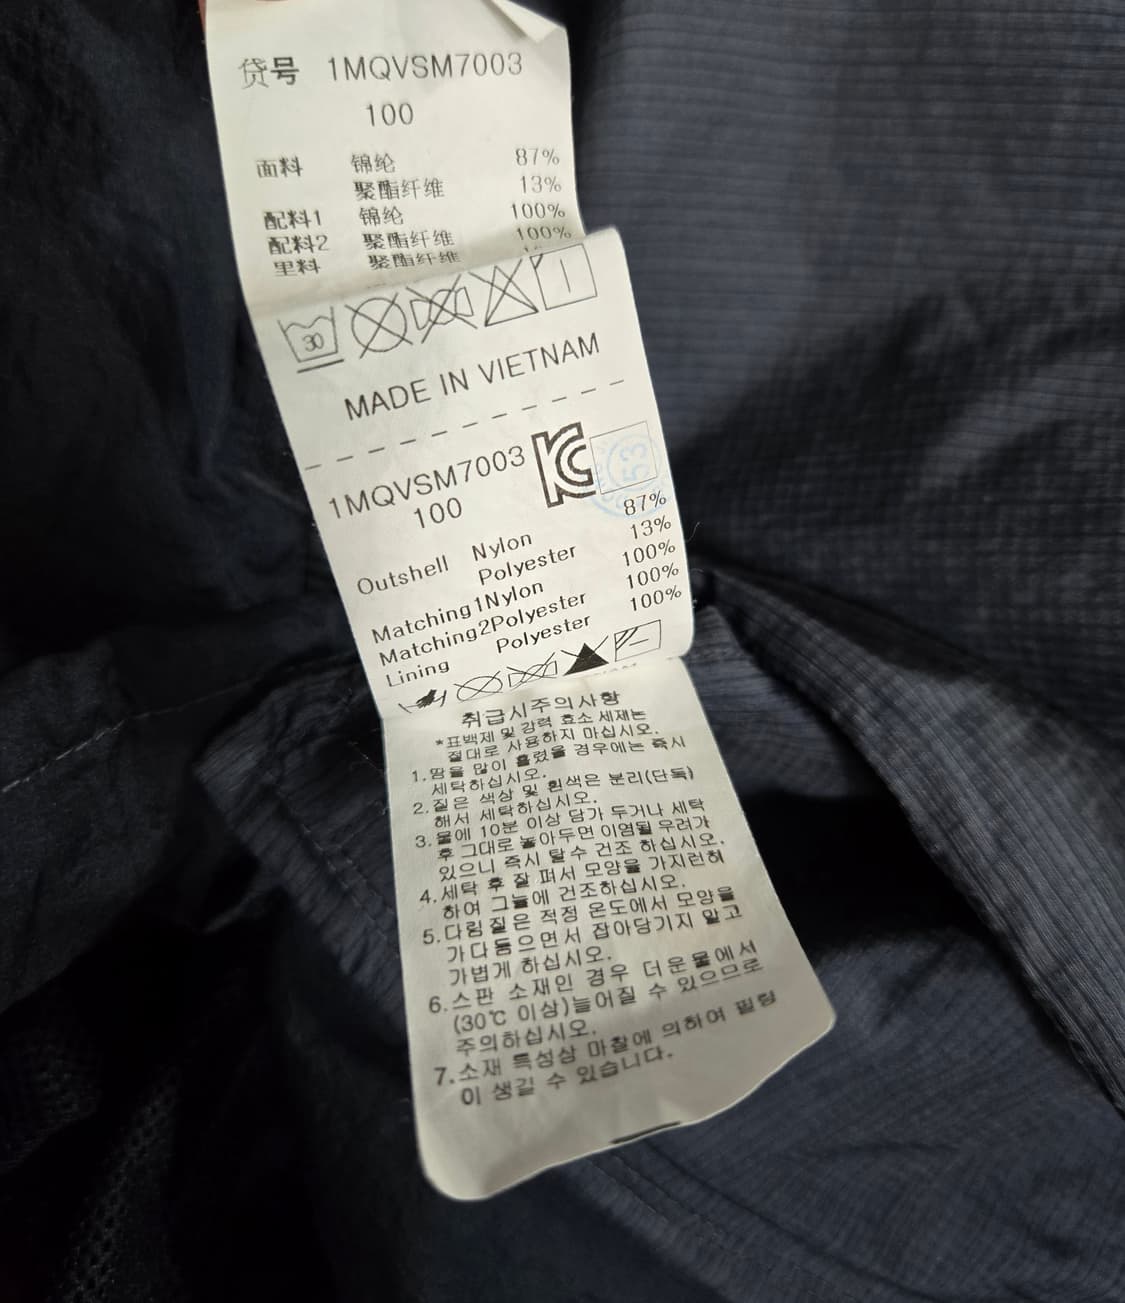 贷号 1MQVSM7003
100
面料 锦纶 87%
聚酯纤维 13%
配料1 锦纶 100%
配料2 聚酯纤维 100%
里料 聚酯纤维
30
MADE IN VIETNAM
1MQVSM7003
100
53
Outshell Nylon 87%
Polyester 13%
Matching1Nylon 100%
Matching2Polyester 100%
Lining Polyester 100%
취급시주의사항
*표백제 및 강력 효소 세제는
절대로 사용하지 마십시오.
1.땀을 많이 흘렸을 경우에는 즉시
세탁하십시오.
2.짙은 색상 및 흰색은 분리(단독)
해서 세탁하십시오.
3.물에 10분 이상 담가 두거나 세탁
후 그대로 놓아두면 이염될 우려가
있으니 즉시 탈수 건조 하십시오.
4.세탁 후 잘 펴서 모양을 가지런히
하여 그늘에 건조하십시오.
5.다림질은 적정 온도에서 모양을
가다듬으면서 잡아당기지 말고
가볍게 하십시오.
6.스판 소재인 경우 더운물에서
(30℃ 이상)늘어질 수 있으므로
주의하십시오.
7.소재 특성상 마찰에 의하여 필링
이 생길 수 있습니다.